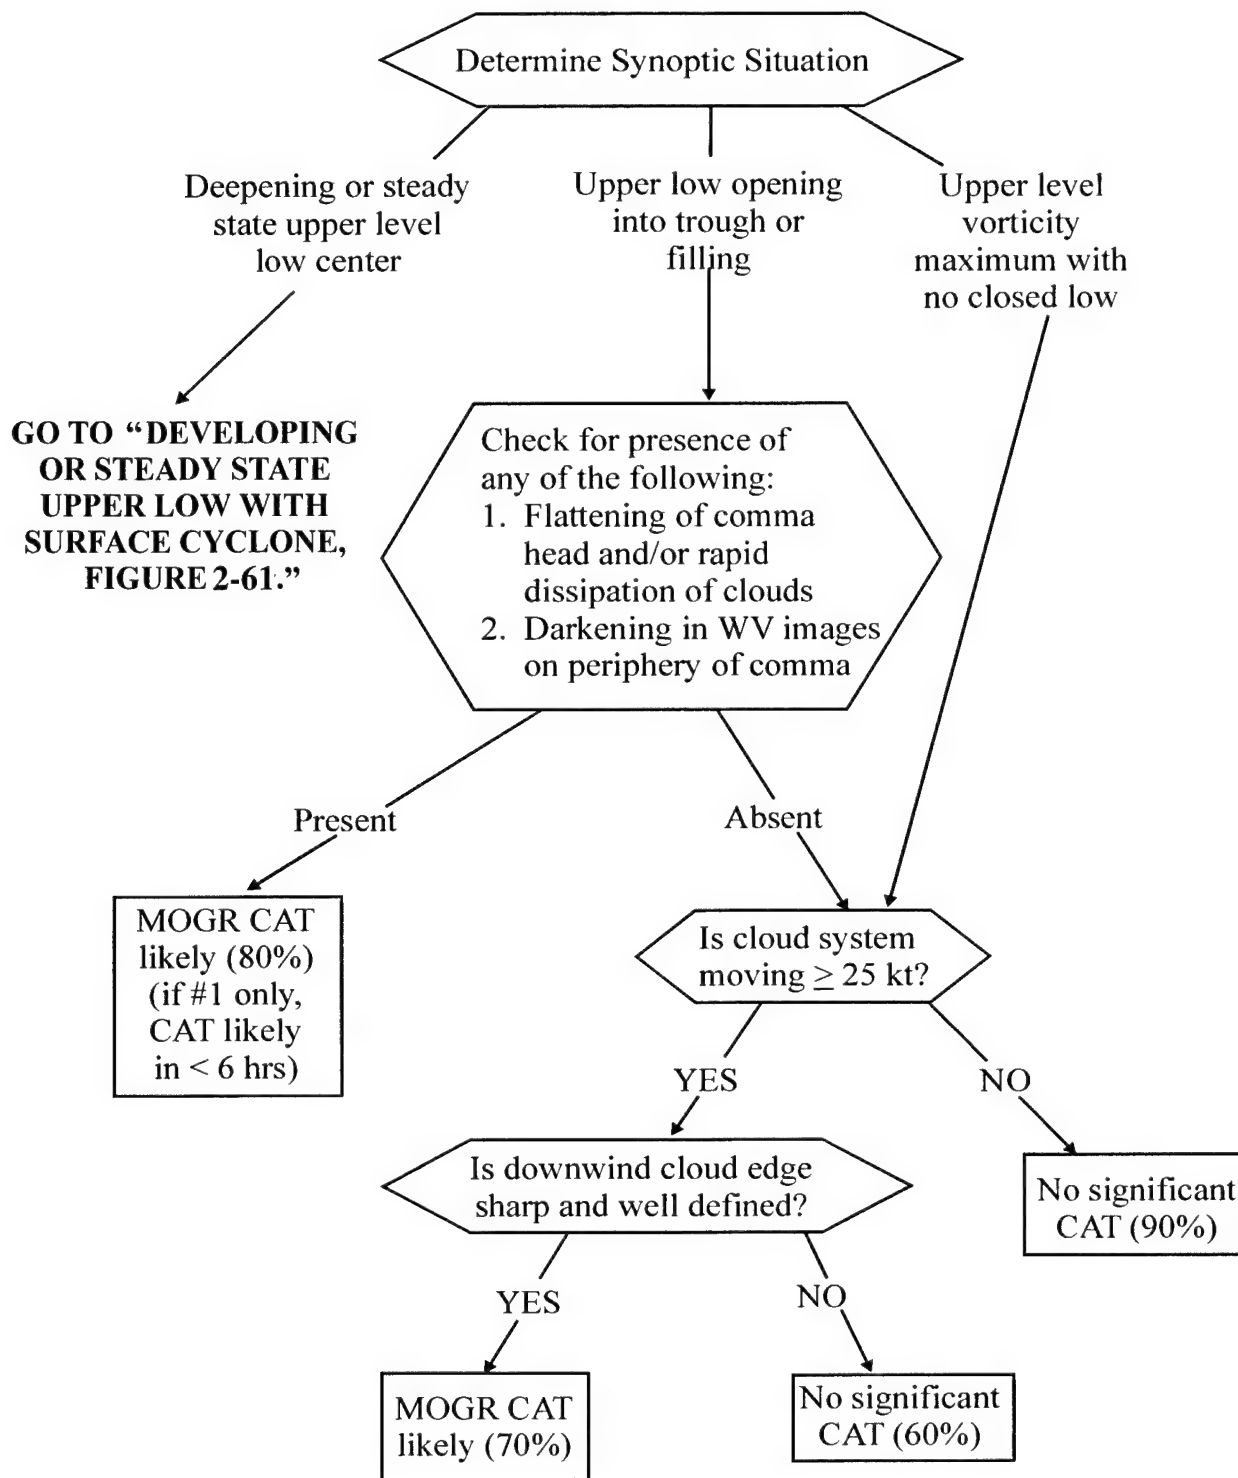 Determine Synoptic Situation
Deepening or steady
state upper level
low center
Upper low opening
into trough or
filling
Upper level
vorticity
maximum with
no closed low
GO TO “DEVELOPING
OR STEADY STATE
UPPER LOW WITH
SURFACE CYCLONE,
FIGURE 2-61.”
Check for presence of
any of the following:
1. Flattening of comma
head and/or rapid
dissipation of clouds
2. Darkening in WV images
on periphery of comma
Present
Absent
MOGR CAT
likely (80%)
(if #1 only,
CAT likely
in < 6 hrs)
Is cloud system
moving ≥ 25 kt?
YES
NO
Is downwind cloud edge
sharp and well defined?
No significant
CAT (90%)
YES
NO
MOGR CAT
likely (70%)
No significant
CAT (60%)